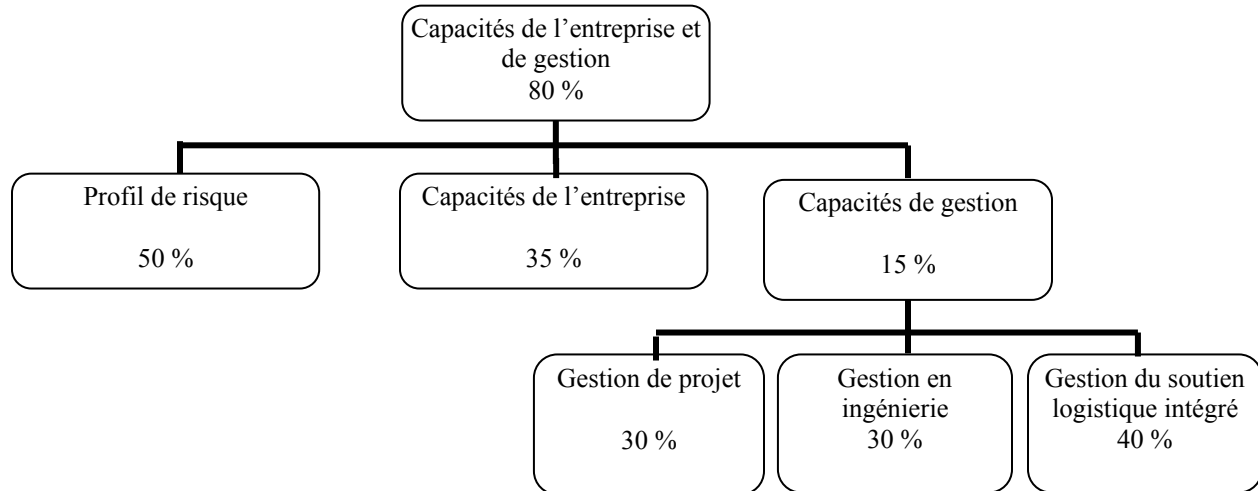 Capacités de l’entreprise et
de gestion
80 %
Profil de risque
50 %
Capacités de l’entreprise
35 %
Capacités de gestion
15 %
Gestion de projet
30 %
Gestion en
ingénierie
30 %
Gestion du soutien
logistique intégré
40 %